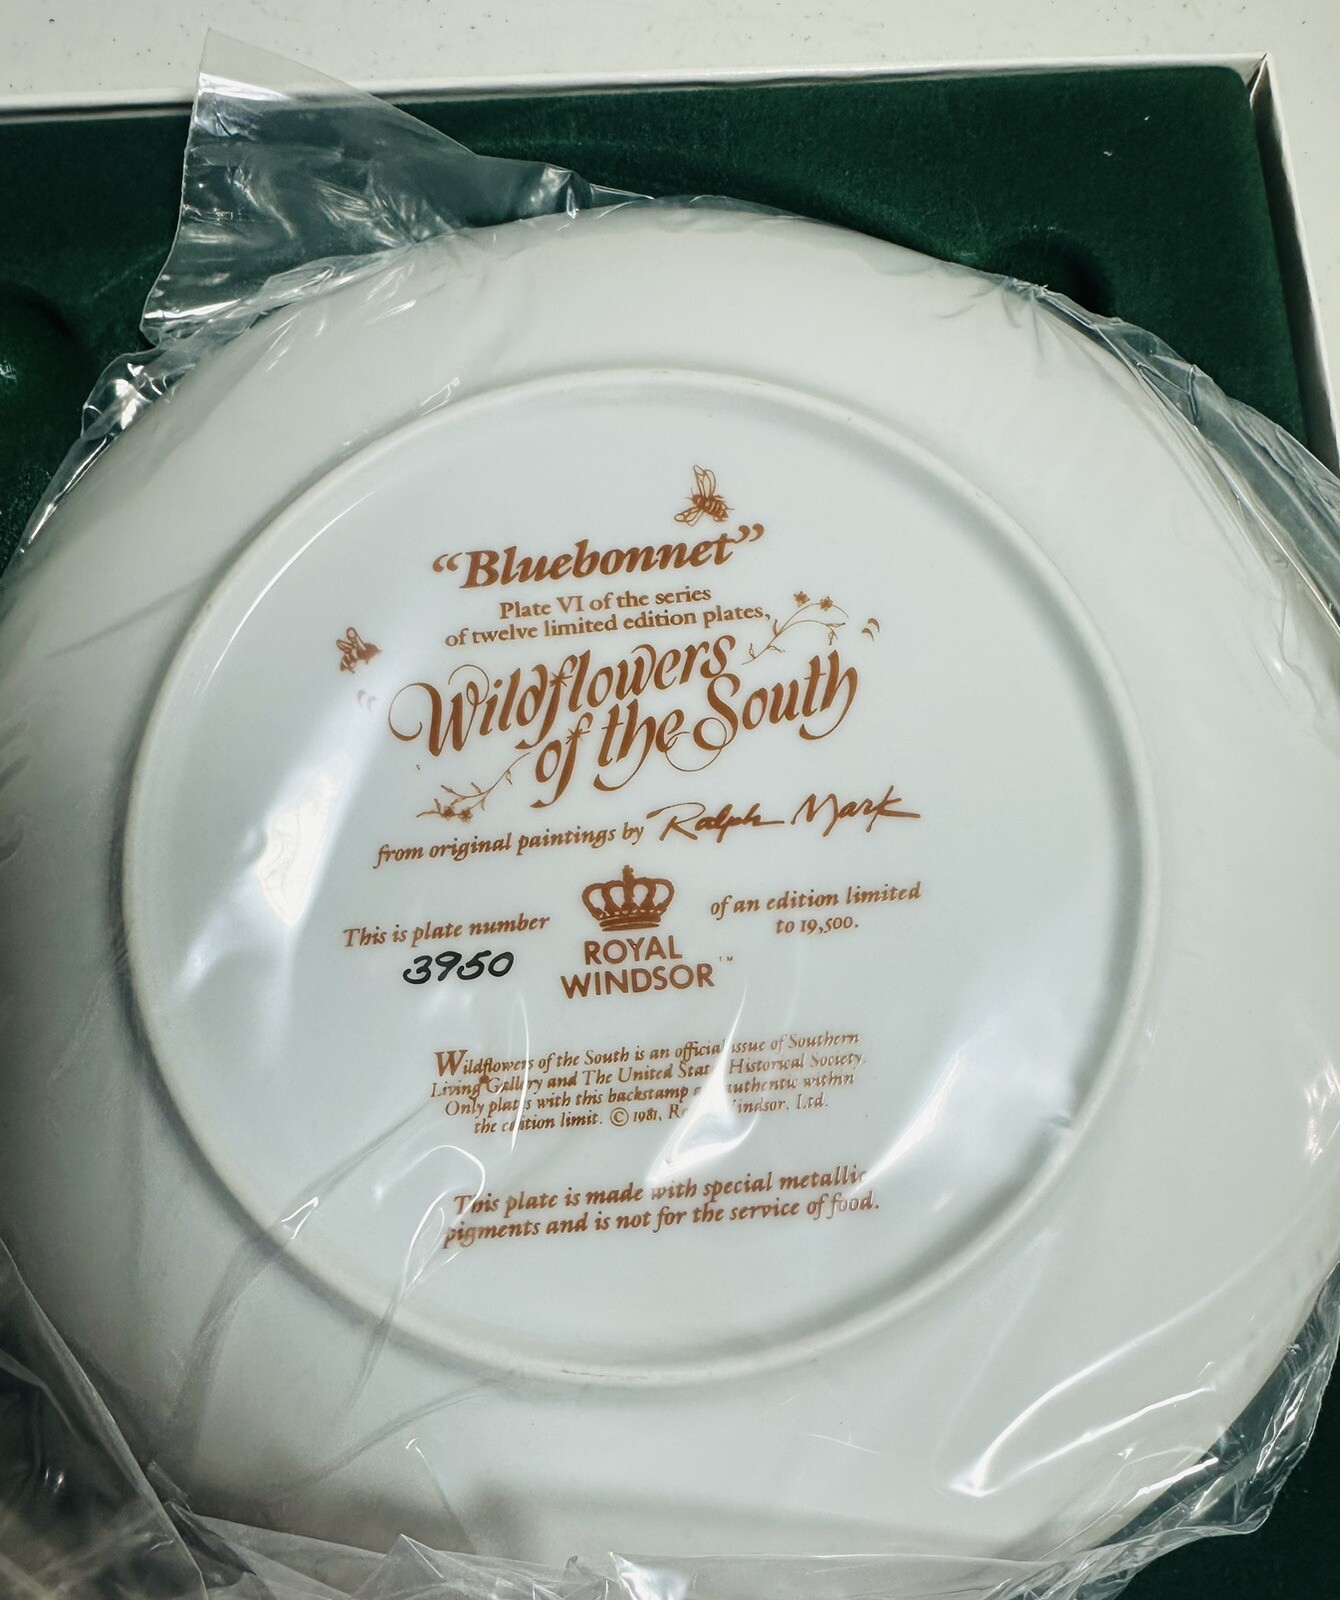 “Bluebonnet”
Plate VI of the series
of twelve limited edition plates,
Wildflowers
of the South
from original paintings by Ralph Mark
This is plate number
3950
of an edition limited
to 19,500.
ROYAL
WINDSOR ™
Wildflowers of the South is an official issue of Southern
Living Gallery and The United States Historical Society.
Only plates with this backstamp are authentic within
the edition limit. © 1981, Royal Windsor, Ltd.
This plate is made with special metallic
pigments and is not for the service of food.